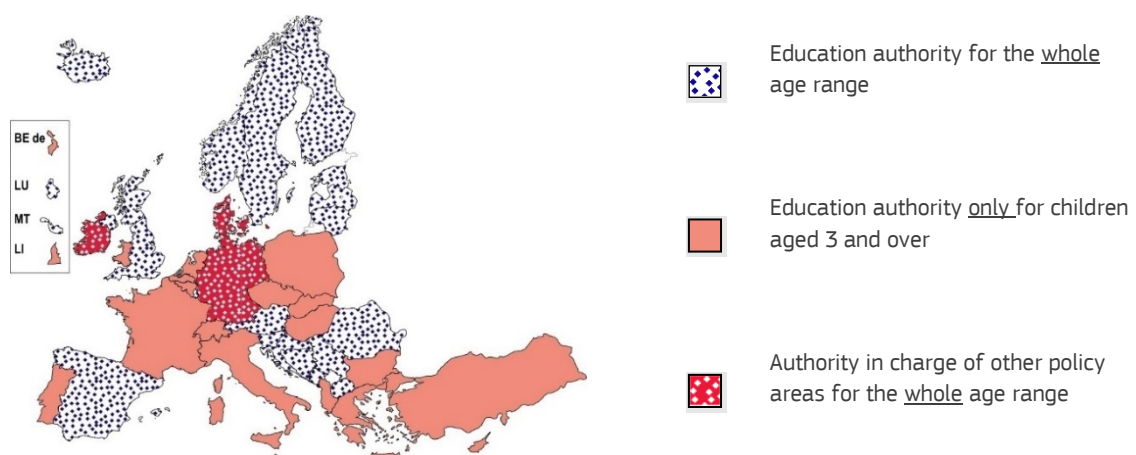 BE de
LU
MT
LI
Education authority for the whole
age range
Education authority only for children
aged 3 and over
Authority in charge of other policy
areas for the whole age range